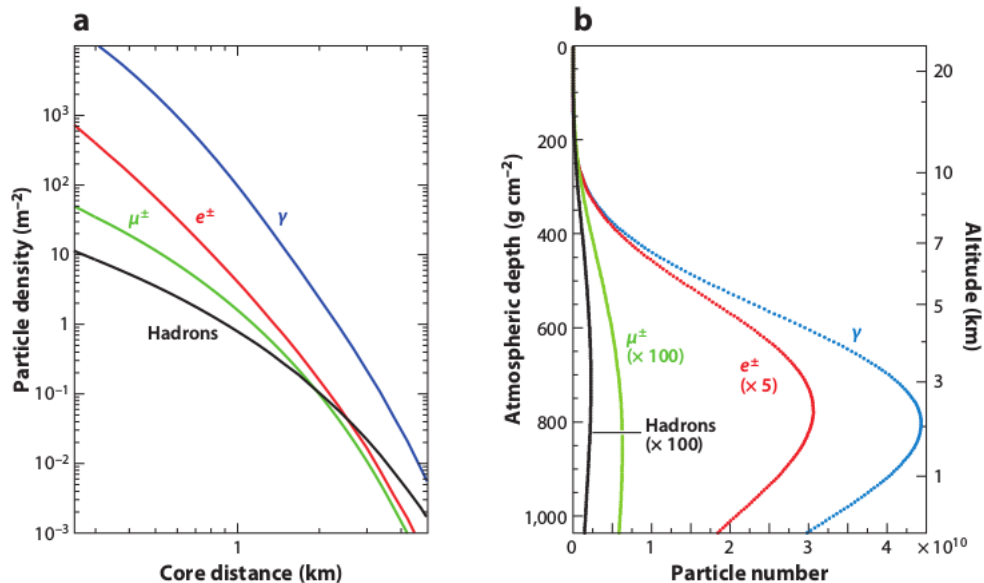 a
Particle density (m⁻²)
10³
10²
10
1
10⁻¹
10⁻²
10⁻³
μ±
e±
γ
Hadrons
1
Core distance (km)
b
Atmospheric depth (g cm⁻²)
0
200
400
600
800
1,000
μ±
(× 100)
e±
(× 5)
γ
Hadrons
(× 100)
20
10
7
5
3
1
Altitude (km)
0 1 2 3 4 ×10¹⁰
Particle number